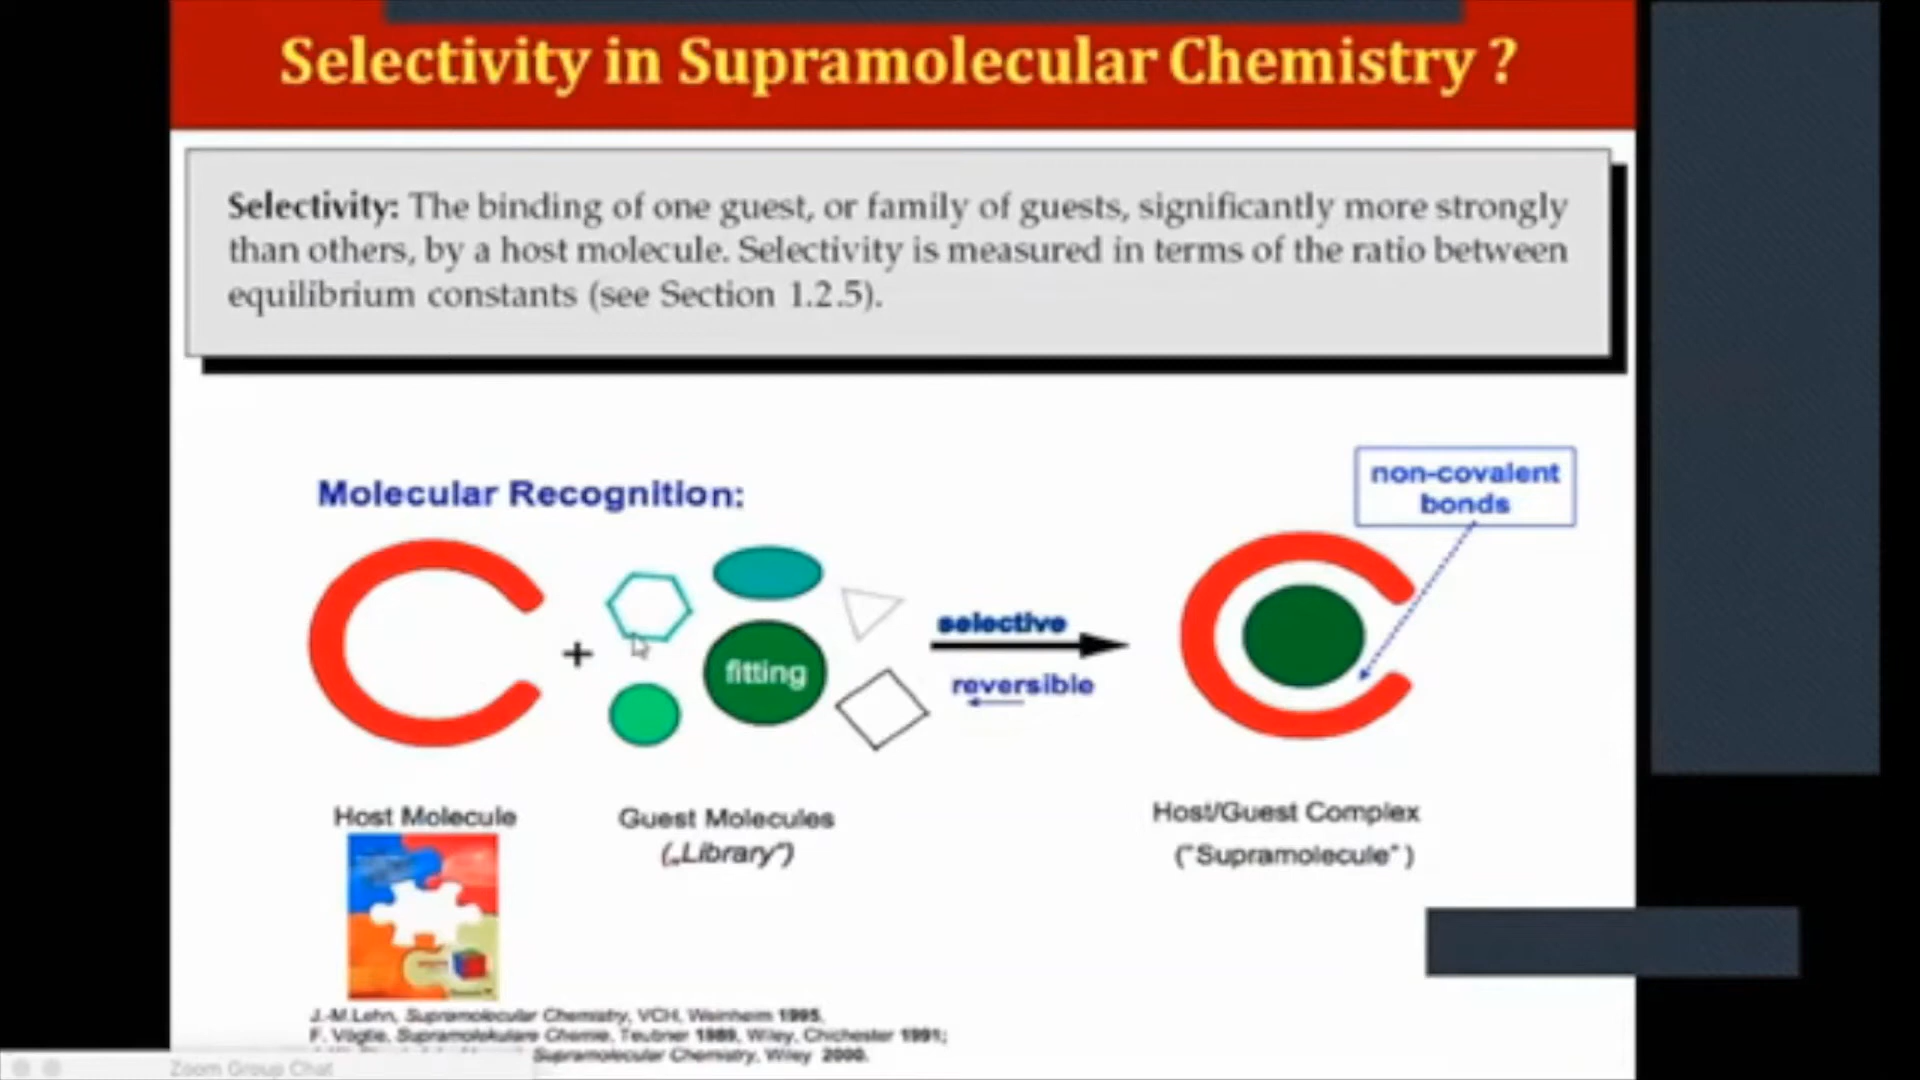 Selectivity in Supramolecular Chemistry ?
Selectivity: The binding of one guest, or family of guests, significantly more strongly
than others, by a host molecule. Selectivity is measured in terms of the ratio between
equilibrium constants (see Section 1.2.5).
non-covalent
bonds
Molecular Recognition:
+
fitting
selective
reversible
Host Molecule
Guest Molecules
(„Library“)
Host/Guest Complex
("Supramolecule" )
J.-M.Lehn, Supramolecular Chemistry, VCH, Weinheim 1995.
F. Vögtle, Supramolekulare Chemie, Teubner 1989, Wiley, Chichester 1991;
Supramolecular Chemistry, Wiley 2000.
Zoom Group Chat